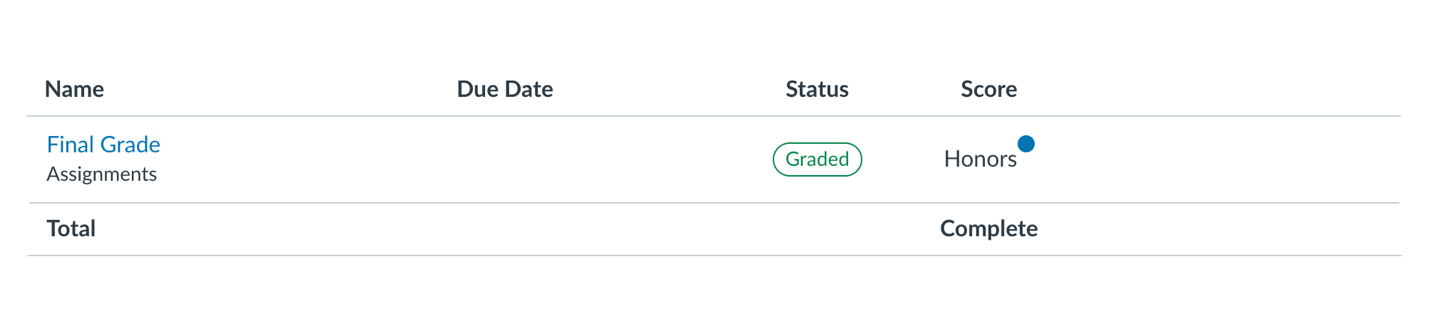 Name Due Date Status Score
Final Grade
Assignments
Graded
Honors
Total Complete